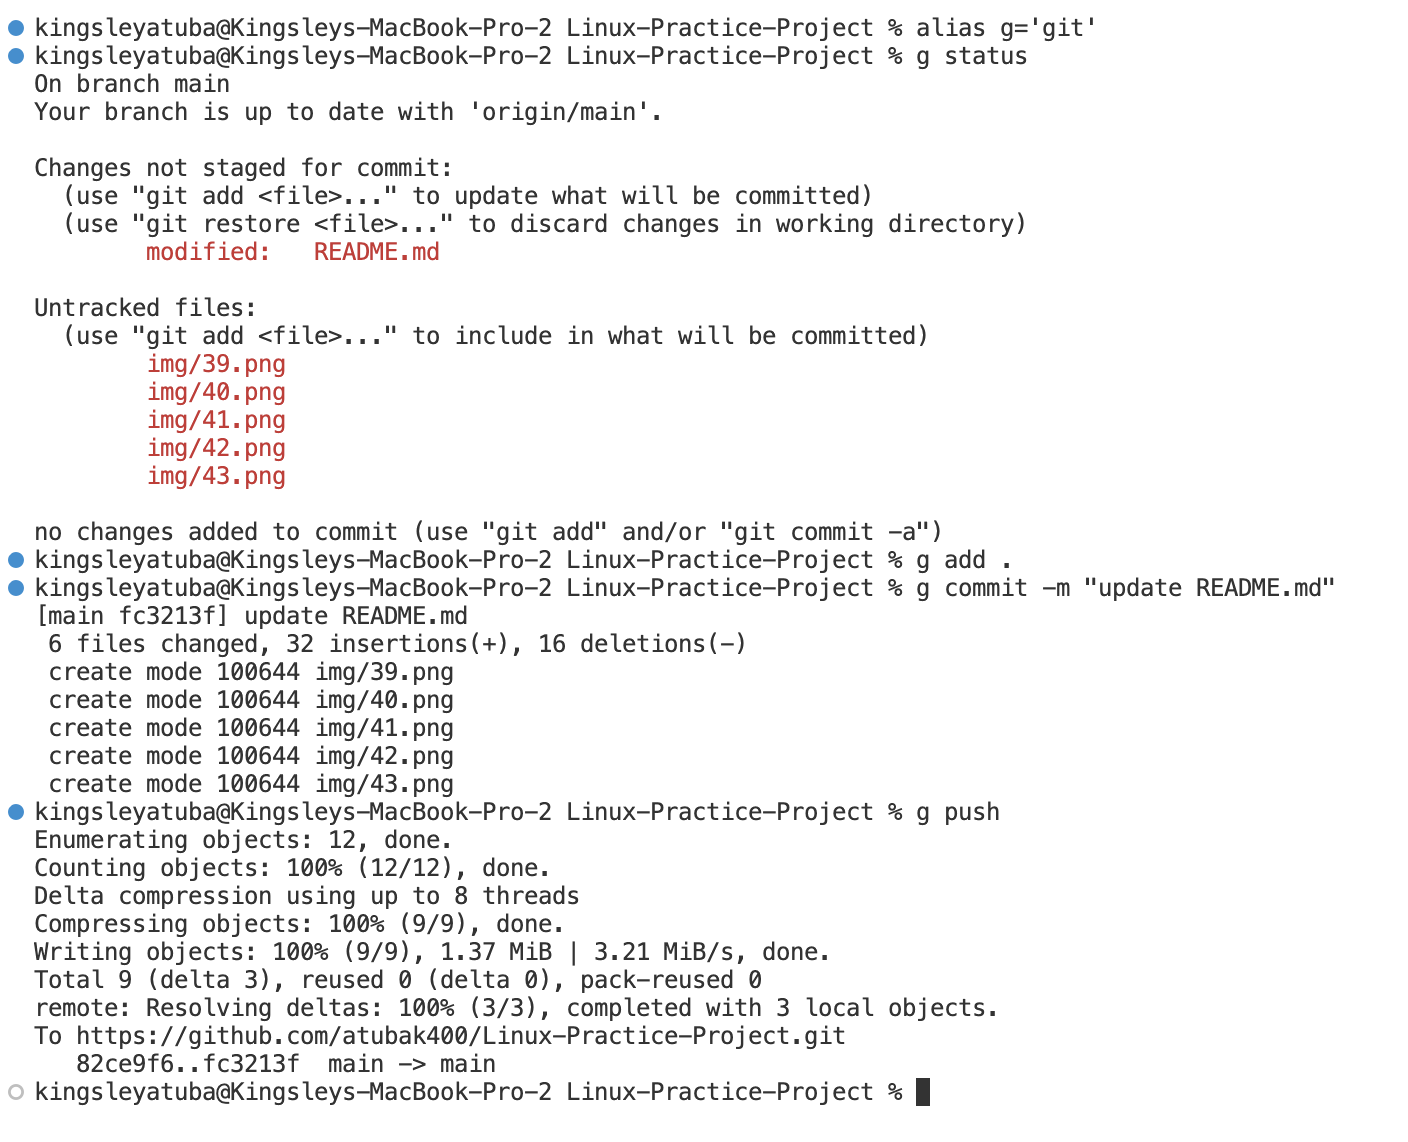 kingsleyatuba@Kingsleys-MacBook-Pro-2 Linux-Practice-Project % alias g='git'
kingsleyatuba@Kingsleys-MacBook-Pro-2 Linux-Practice-Project % g status
On branch main
Your branch is up to date with 'origin/main'.
Changes not staged for commit:
(use "git add <file>..." to update what will be committed)
(use "git restore <file>..." to discard changes in working directory)
modified:   README.md
Untracked files:
(use "git add <file>..." to include in what will be committed)
img/39.png
img/40.png
img/41.png
img/42.png
img/43.png
no changes added to commit (use "git add" and/or "git commit -a")
kingsleyatuba@Kingsleys-MacBook-Pro-2 Linux-Practice-Project % g add .
kingsleyatuba@Kingsleys-MacBook-Pro-2 Linux-Practice-Project % g commit -m "update README.md"
[main fc3213f] update README.md
6 files changed, 32 insertions(+), 16 deletions(-)
create mode 100644 img/39.png
create mode 100644 img/40.png
create mode 100644 img/41.png
create mode 100644 img/42.png
create mode 100644 img/43.png
kingsleyatuba@Kingsleys-MacBook-Pro-2 Linux-Practice-Project % g push
Enumerating objects: 12, done.
Counting objects: 100% (12/12), done.
Delta compression using up to 8 threads
Compressing objects: 100% (9/9), done.
Writing objects: 100% (9/9), 1.37 MiB | 3.21 MiB/s, done.
Total 9 (delta 3), reused 0 (delta 0), pack-reused 0
remote: Resolving deltas: 100% (3/3), completed with 3 local objects.
To https://github.com/atubak400/Linux-Practice-Project.git
82ce9f6..fc3213f  main -> main
kingsleyatuba@Kingsleys-MacBook-Pro-2 Linux-Practice-Project %